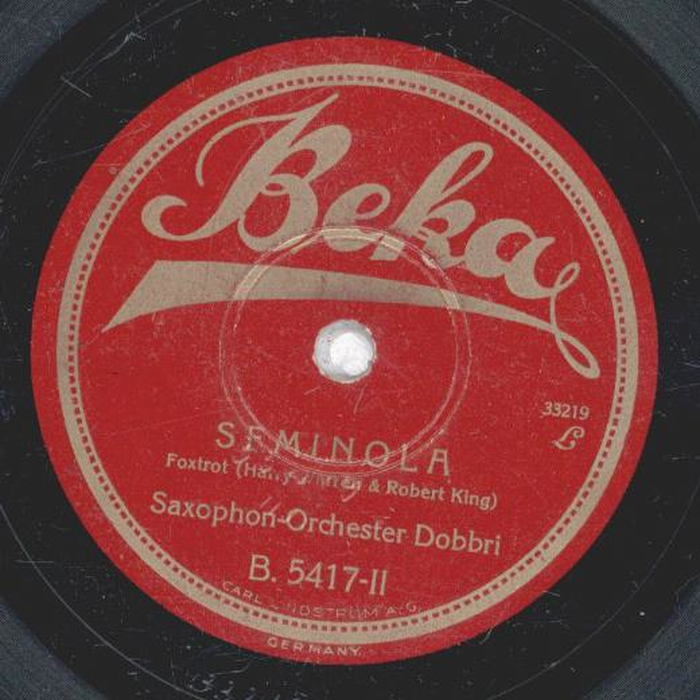 Beka
33219
L
SEMINOLA
Foxtrot (Harry Warren & Robert King)
Saxophon-Orchester Dobbri
B. 5417-II
CARL LINDSTRÖM A.G.
GERMANY